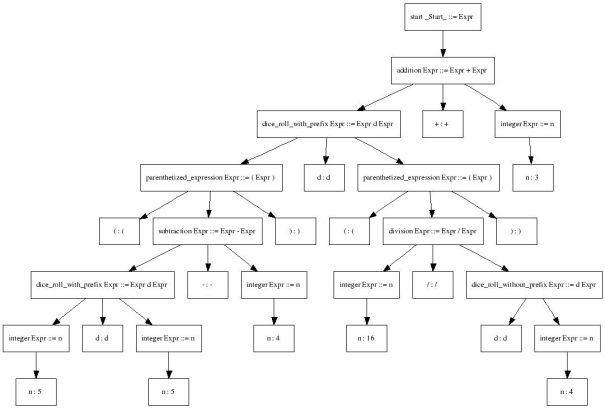 start _Start_ ::= Expr
addition Expr ::= Expr + Expr
dice_roll_with_prefix Expr ::= Expr d Expr
+ : +
integer Expr ::= n
parenthetized_expression Expr ::= ( Expr )
d : d
parenthetized_expression Expr ::= ( Expr )
n : 3
( : (
subtraction Expr ::= Expr - Expr
) : )
( : (
division Expr ::= Expr / Expr
) : )
dice_roll_with_prefix Expr ::= Expr d Expr
- : -
integer Expr ::= n
integer Expr ::= n
/ : /
dice_roll_without_prefix Expr ::= d Expr
integer Expr ::= n
d : d
integer Expr ::= n
n : 4
n : 16
d : d
integer Expr ::= n
n : 5
n : 5
n : 4